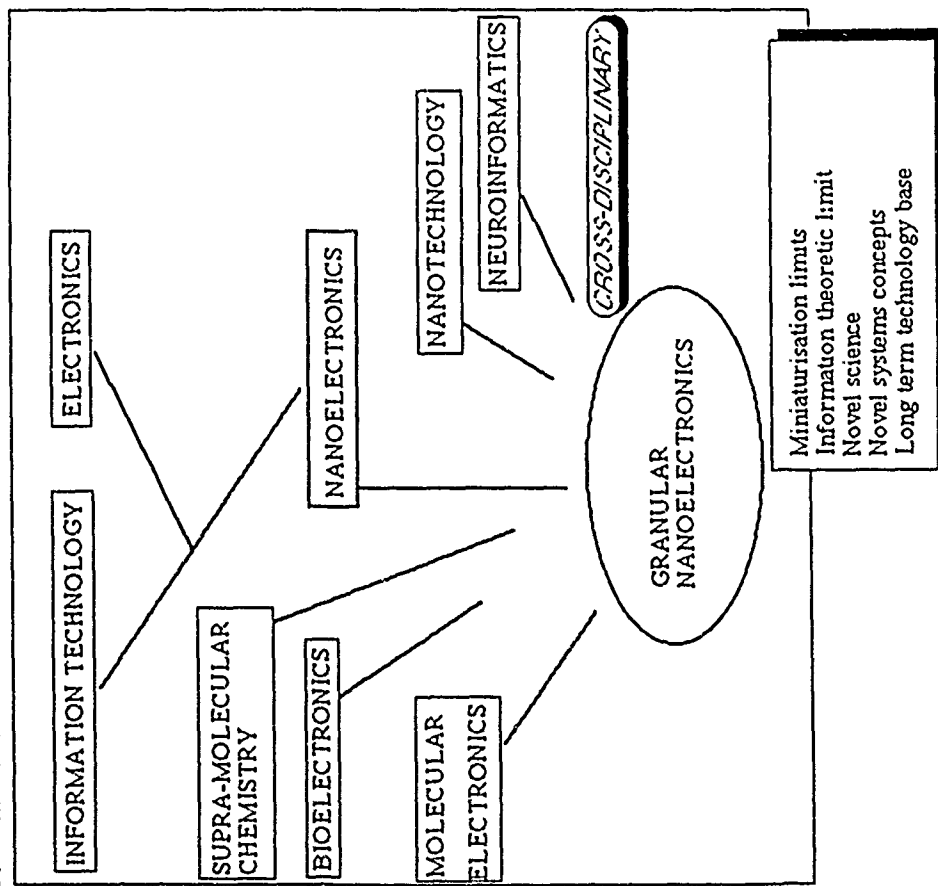 INFORMATION TECHNOLOGY
ELECTRONICS
SUPRA-MOLECULAR
CHEMISTRY
BIOELECTRONICS
NANOELECTRONICS
MOLECULAR
ELECTRONICS
NANOTECHNOLOGY
NEUROINFORMATICS
CROSS-DISCIPLINARY
GRANULAR
NANOELECTRONICS
Miniaturisation limits
Information theoretic limit
Novel science
Novel systems concepts
Long term technology base